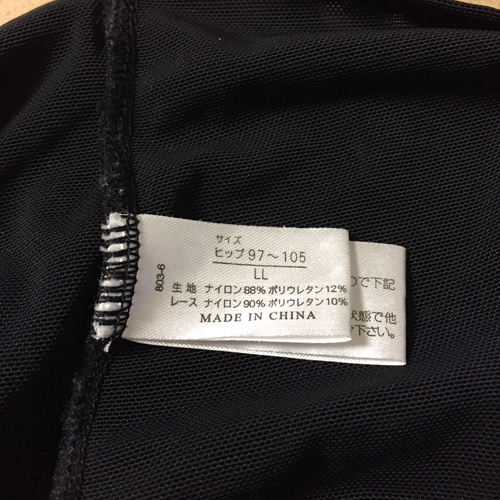 サイズ
ヒップ 97〜105
LL
生地 ナイロン88% ポリウレタン12%
レース ナイロン90% ポリウレタン10%
MADE IN CHINA
803-6
ので下記
状態で他
下さい。